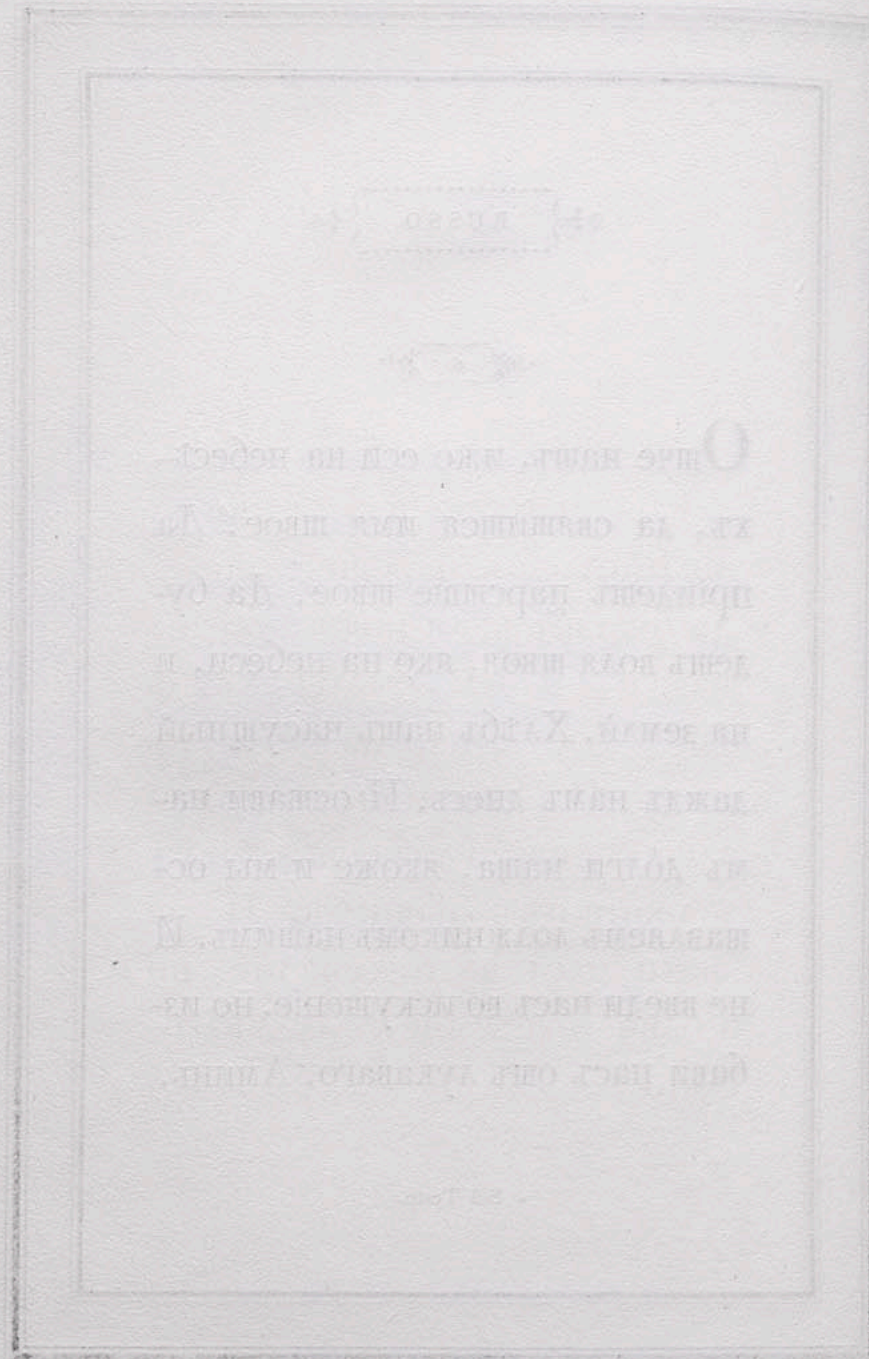 RUSSO
Отче нашъ, иже еси на небесѣ-
хъ, да святится имя твое: Да
пріидетъ царствіе твое. Да бу-
детъ воля твоя, яко на небеси, и
на земли. Хлѣбъ нашъ насущный
даждь намъ днесь; И остави на-
мъ долги наша, якоже и мы ос-
тавляемъ должникомъ нашимъ. И
не введи насъ во искушеніе; но из-
бави насъ отъ лукаваго. Аминь.